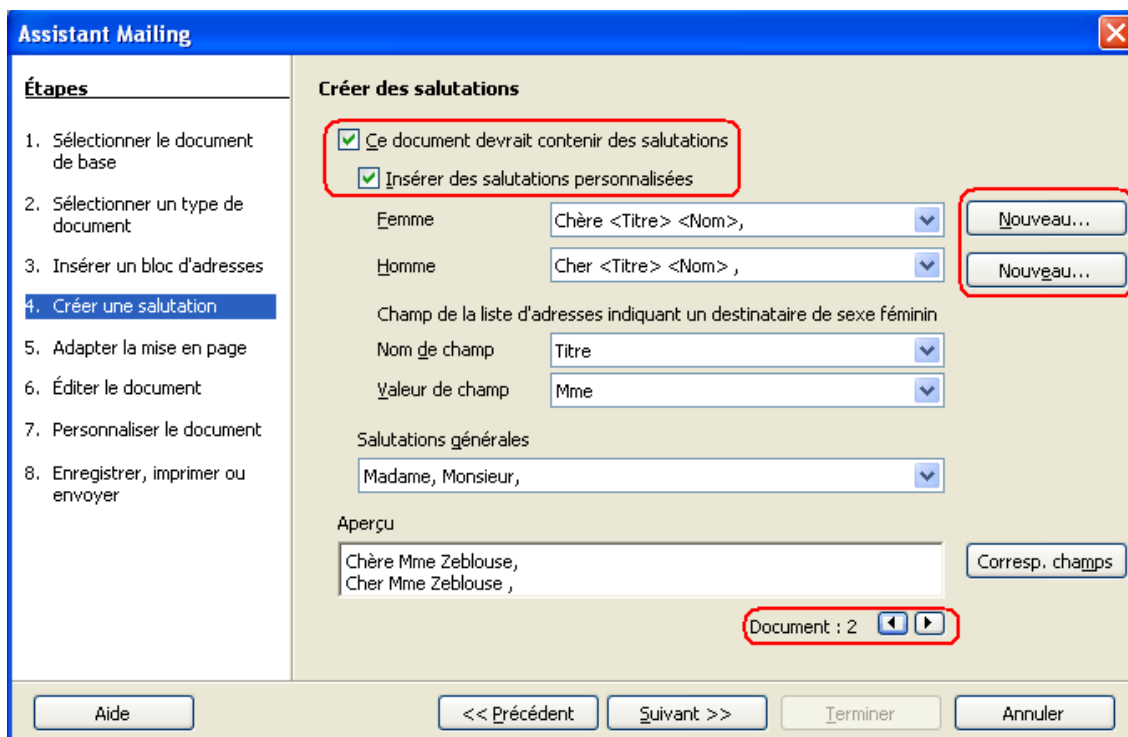 Assistant Mailing
Étapes
1. Sélectionner le document
de base
2. Sélectionner un type de
document
3. Insérer un bloc d'adresses
4. Créer une salutation
5. Adapter la mise en page
6. Éditer le document
7. Personnaliser le document
8. Enregistrer, imprimer ou
envoyer
Créer des salutations
Ce document devrait contenir des salutations
Insérer des salutations personnalisées
Femme Chère <Titre> <Nom>, Nouveau...
Homme Cher <Titre> <Nom> , Nouveau...
Champ de la liste d'adresses indiquant un destinataire de sexe féminin
Nom de champ Titre
Valeur de champ Mme
Salutations générales
Madame, Monsieur,
Aperçu
Chère Mme Zeblouse,
Cher Mme Zeblouse ,
Corresp. champs
Document : 2
Aide << Précédent Suivant >> Terminer Annuler